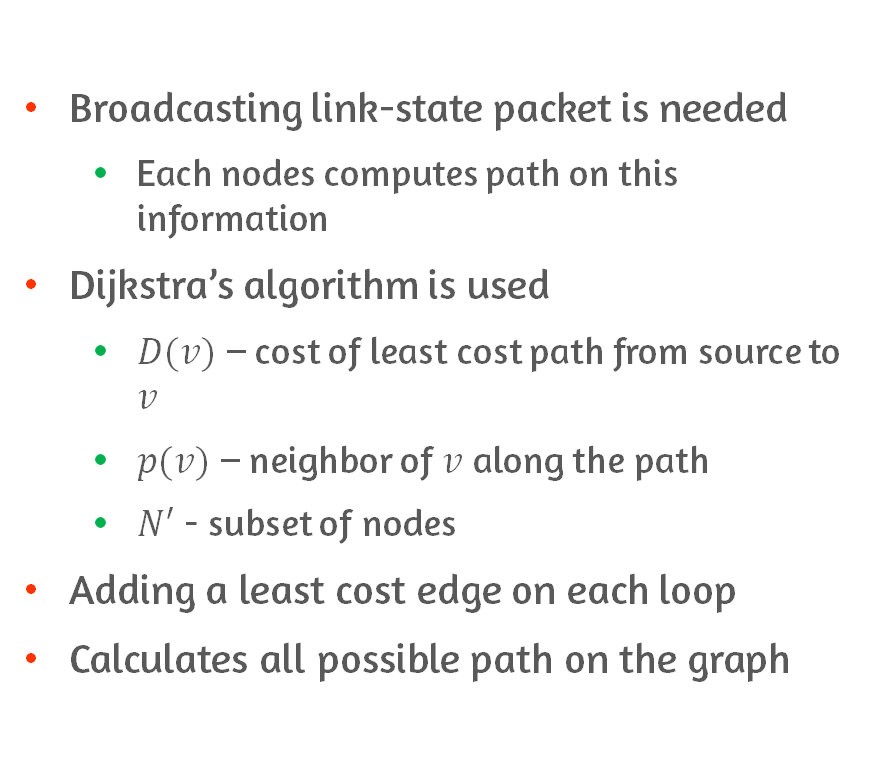 • Broadcasting link-state packet is needed
• Each nodes computes path on this
information
• Dijkstra’s algorithm is used
• D(v) – cost of least cost path from source to
v
• p(v) – neighbor of v along the path
• N′ - subset of nodes
• Adding a least cost edge on each loop
• Calculates all possible path on the graph